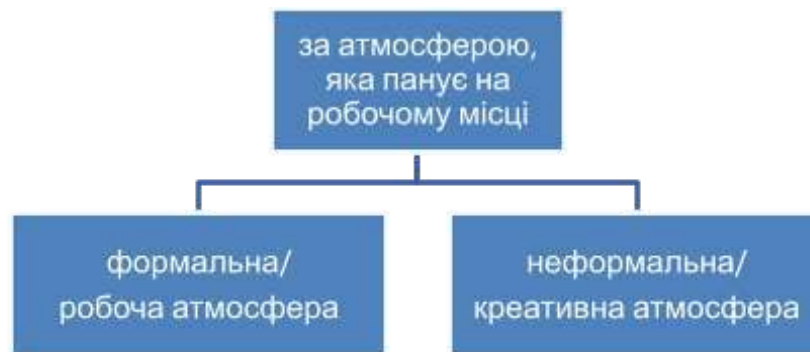 за атмосферою,
яка панує на
робочому місці
формальна/
робоча атмосфера
неформальна/
креативна атмосфера